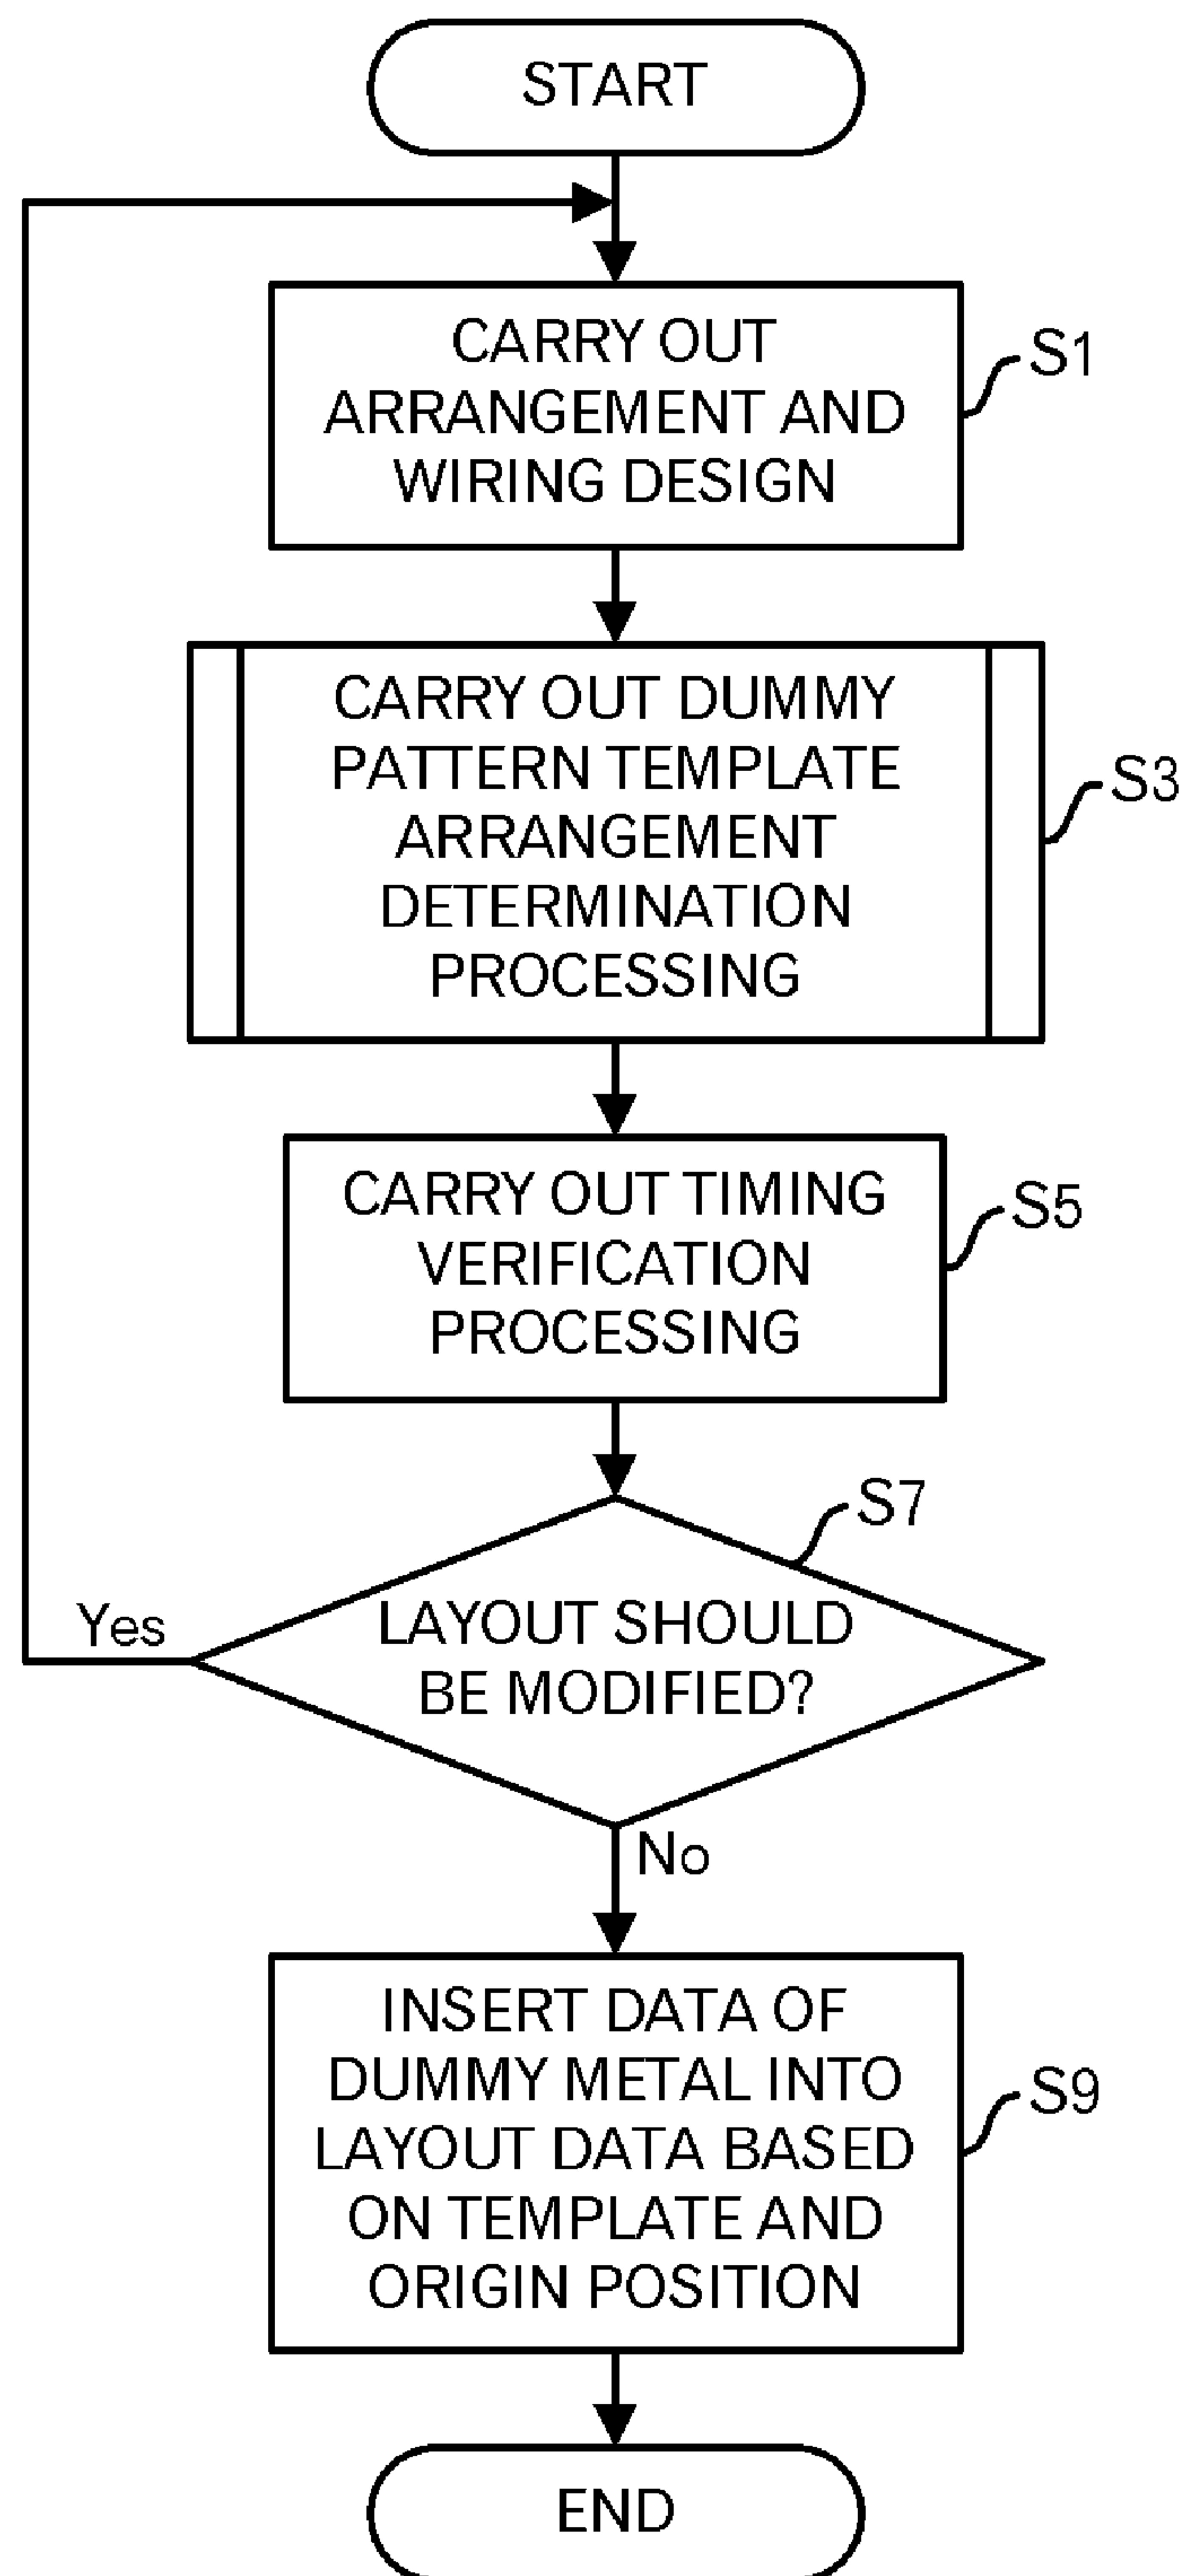 START
CARRY OUT
ARRANGEMENT AND
WIRING DESIGN
S1
CARRY OUT DUMMY
PATTERN TEMPLATE
ARRANGEMENT
DETERMINATION
PROCESSING
S3
CARRY OUT TIMING
VERIFICATION
PROCESSING
S5
S7
LAYOUT SHOULD
BE MODIFIED?
Yes
No
INSERT DATA OF
DUMMY METAL INTO
LAYOUT DATA BASED
ON TEMPLATE AND
ORIGIN POSITION
S9
END